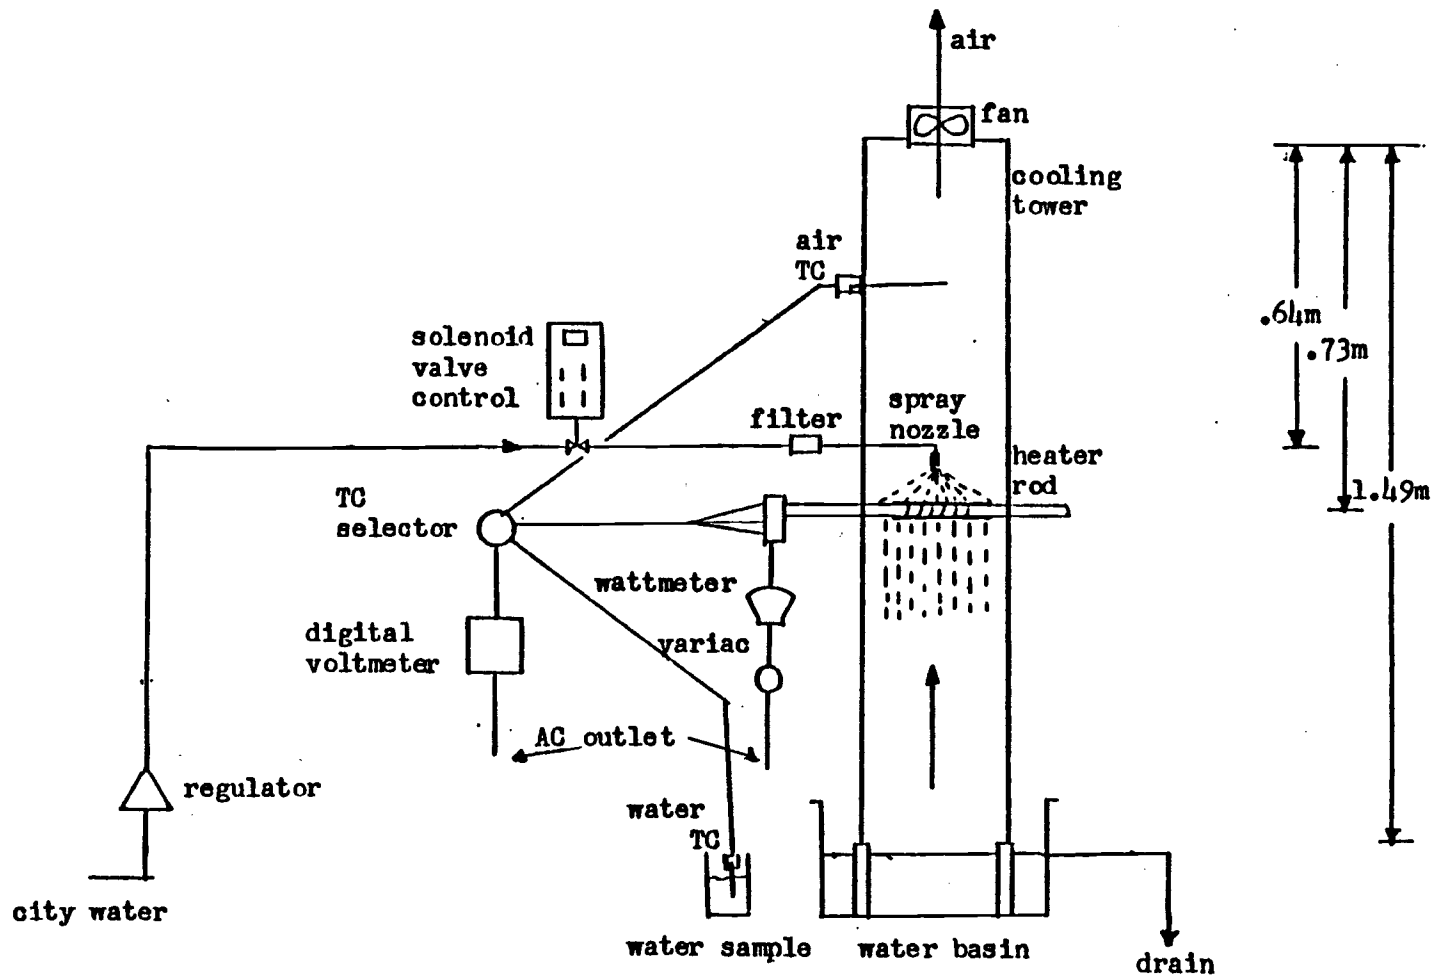 air
fan
cooling
tower
air
TC
.64m
.73m
solenoid
valve
control
spray
nozzle
filter
heater
rod
1.49m
TC
selector
wattmeter
digital
voltmeter
variac
AC outlet
regulator
water
TC
city water
water sample
water basin
drain